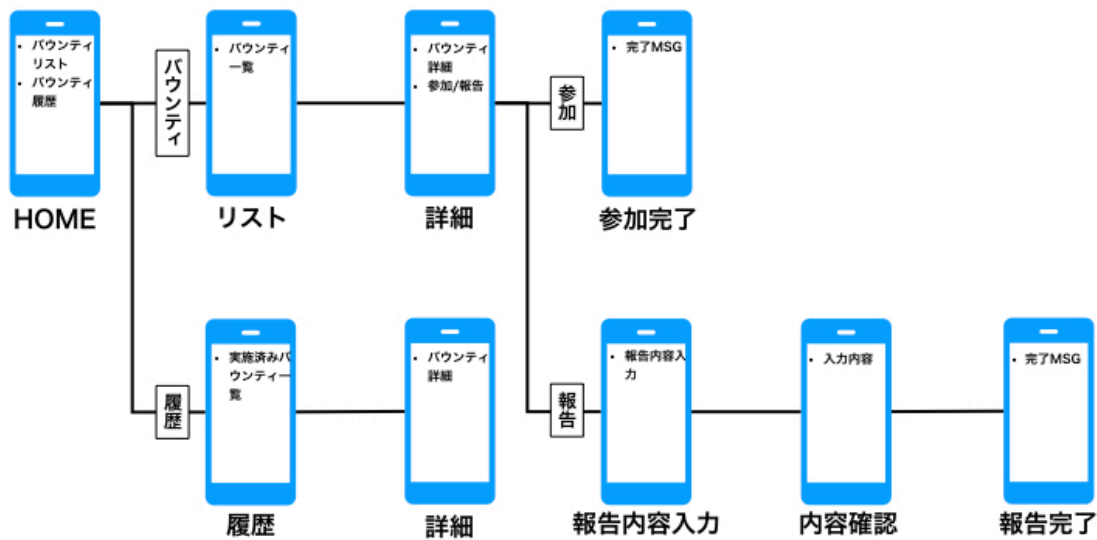 • バウンティ
リスト
• バウンティ
履歴
HOME
バウンティ
• バウンティ
一覧
リスト
• バウンティ
詳細
• 参加/報告
詳細
参加
• 完了MSG
参加完了
履歴
• 実施済みバ
ウンティ一
覧
履歴
• バウンティ
詳細
詳細
報告
• 報告内容入
力
報告内容入力
• 入力内容
内容確認
• 完了MSG
報告完了